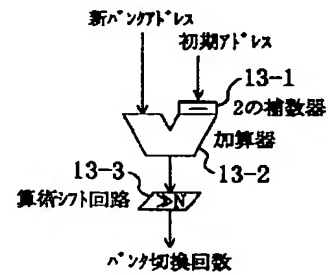 新ﾊﾞﾝｸｱﾄﾞﾚｽ
初期ｱﾄﾞﾚｽ
13-1
2の補数器
加算器
13-2
13-3
算術ｼﾌﾄ回路
≫N
ﾊﾞﾝｸ切換回数